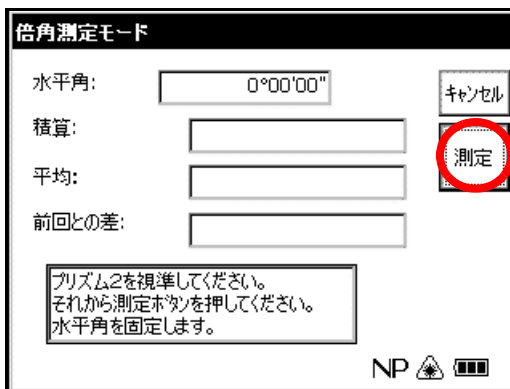 倍角測定モード
水平角: 0°00'00"
キャンセル
積算:
測定
平均:
前回との差:
プリズム2を視準してください。
それから測定ボタンを押してください。
水平角を固定します。
NP